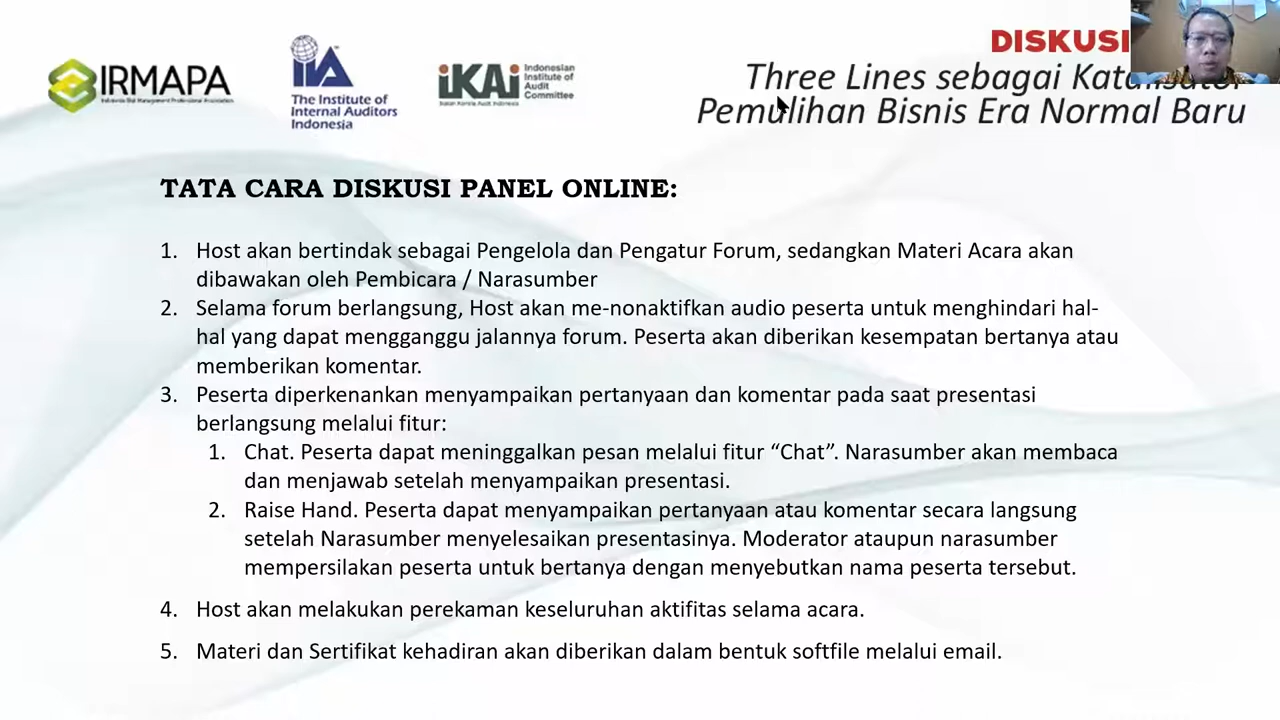 IRMAPA
IIA
The Institute of
Internal Auditors
Indonesia
iKAi
Indonesian
Institute of
Audit
Committee
Ikatan Komite Audit Indonesia
DISKUSI
Three Lines sebagai
Pemulihan Bisnis Era Normal Baru
TATA CARA DISKUSI PANEL ONLINE:
1. Host akan bertindak sebagai Pengelola dan Pengatur Forum, sedangkan Materi Acara akan
dibawakan oleh Pembicara / Narasumber
2. Selama forum berlangsung, Host akan me-nonaktifkan audio peserta untuk menghindari hal-
hal yang dapat mengganggu jalannya forum. Peserta akan diberikan kesempatan bertanya atau
memberikan komentar.
3. Peserta diperkenankan menyampaikan pertanyaan dan komentar pada saat presentasi
berlangsung melalui fitur:
1. Chat. Peserta dapat meninggalkan pesan melalui fitur “Chat”. Narasumber akan membaca
dan menjawab setelah menyampaikan presentasi.
2. Raise Hand. Peserta dapat menyampaikan pertanyaan atau komentar secara langsung
setelah Narasumber menyelesaikan presentasinya. Moderator ataupun narasumber
mempersilakan peserta untuk bertanya dengan menyebutkan nama peserta tersebut.
4. Host akan melakukan perekaman keseluruhan aktifitas selama acara.
5. Materi dan Sertifikat kehadiran akan diberikan dalam bentuk softfile melalui email.